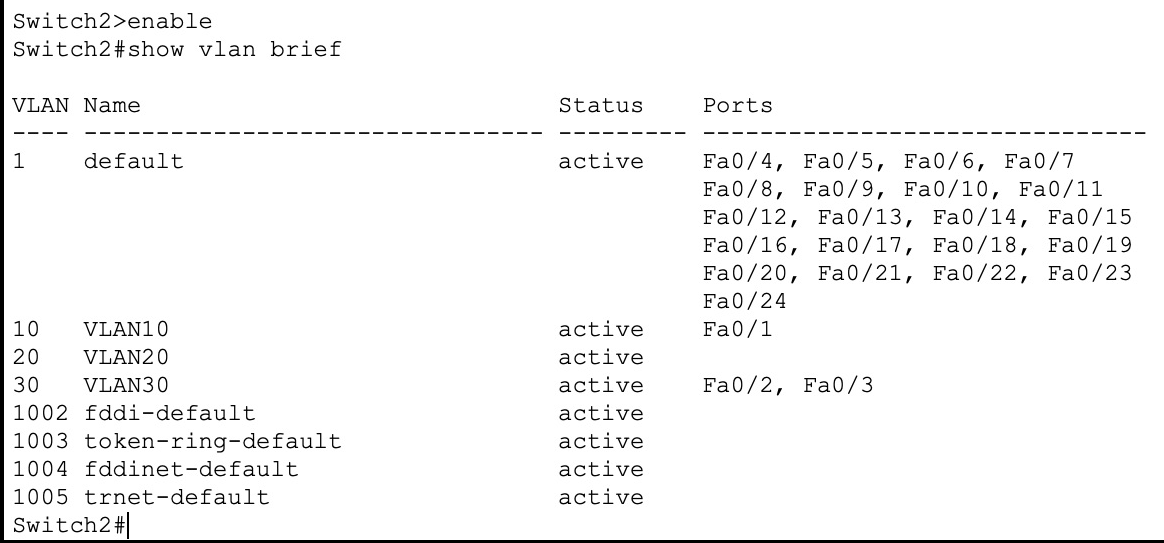 Switch2>enable
Switch2#show vlan brief
VLAN Name                             Status    Ports
---- -------------------------------- --------- -------------------------------
1    default                          active    Fa0/4, Fa0/5, Fa0/6, Fa0/7
                                                Fa0/8, Fa0/9, Fa0/10, Fa0/11
                                                Fa0/12, Fa0/13, Fa0/14, Fa0/15
                                                Fa0/16, Fa0/17, Fa0/18, Fa0/19
                                                Fa0/20, Fa0/21, Fa0/22, Fa0/23
                                                Fa0/24
10   VLAN10                           active    Fa0/1
20   VLAN20                           active
30   VLAN30                           active    Fa0/2, Fa0/3
1002 fddi-default                     active
1003 token-ring-default               active
1004 fddinet-default                  active
1005 trnet-default                    active
Switch2#